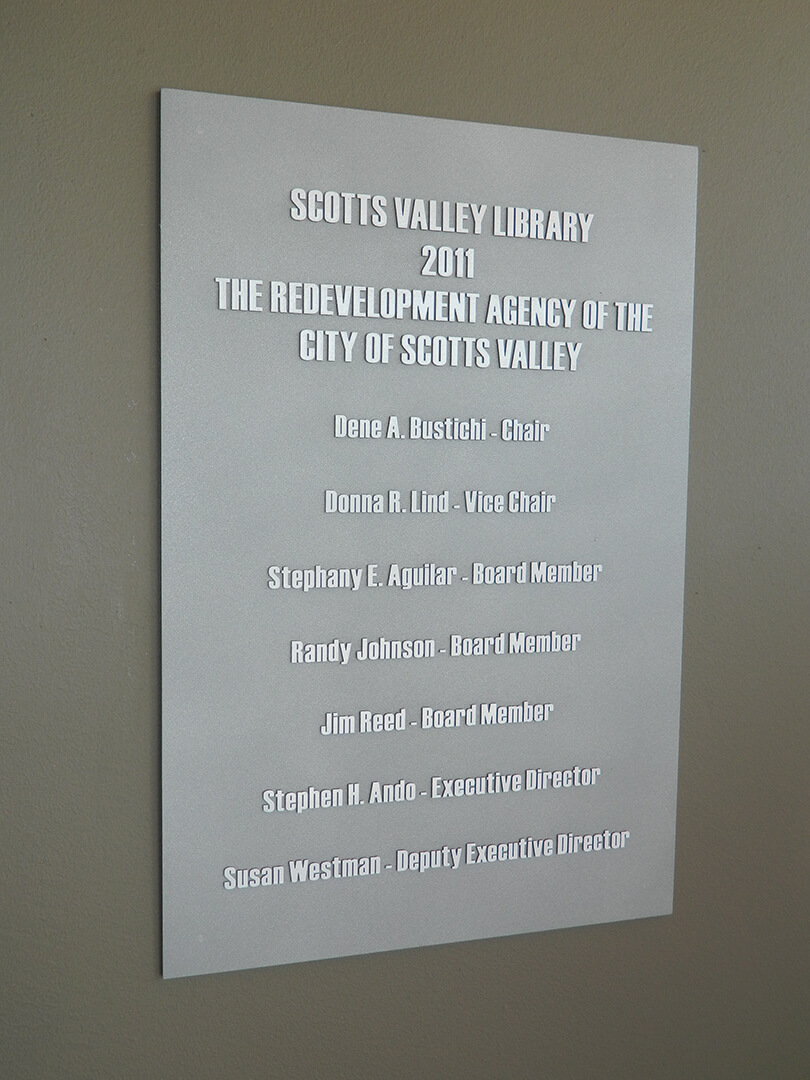 SCOTTS VALLEY LIBRARY
2011
THE REDEVELOPMENT AGENCY OF THE
CITY OF SCOTTS VALLEY
Dene A. Bustichi - Chair
Donna R. Lind - Vice Chair
Stephany E. Aguilar - Board Member
Randy Johnson - Board Member
Jim Reed - Board Member
Stephen H. Ando - Executive Director
Susan Westman - Deputy Executive Director